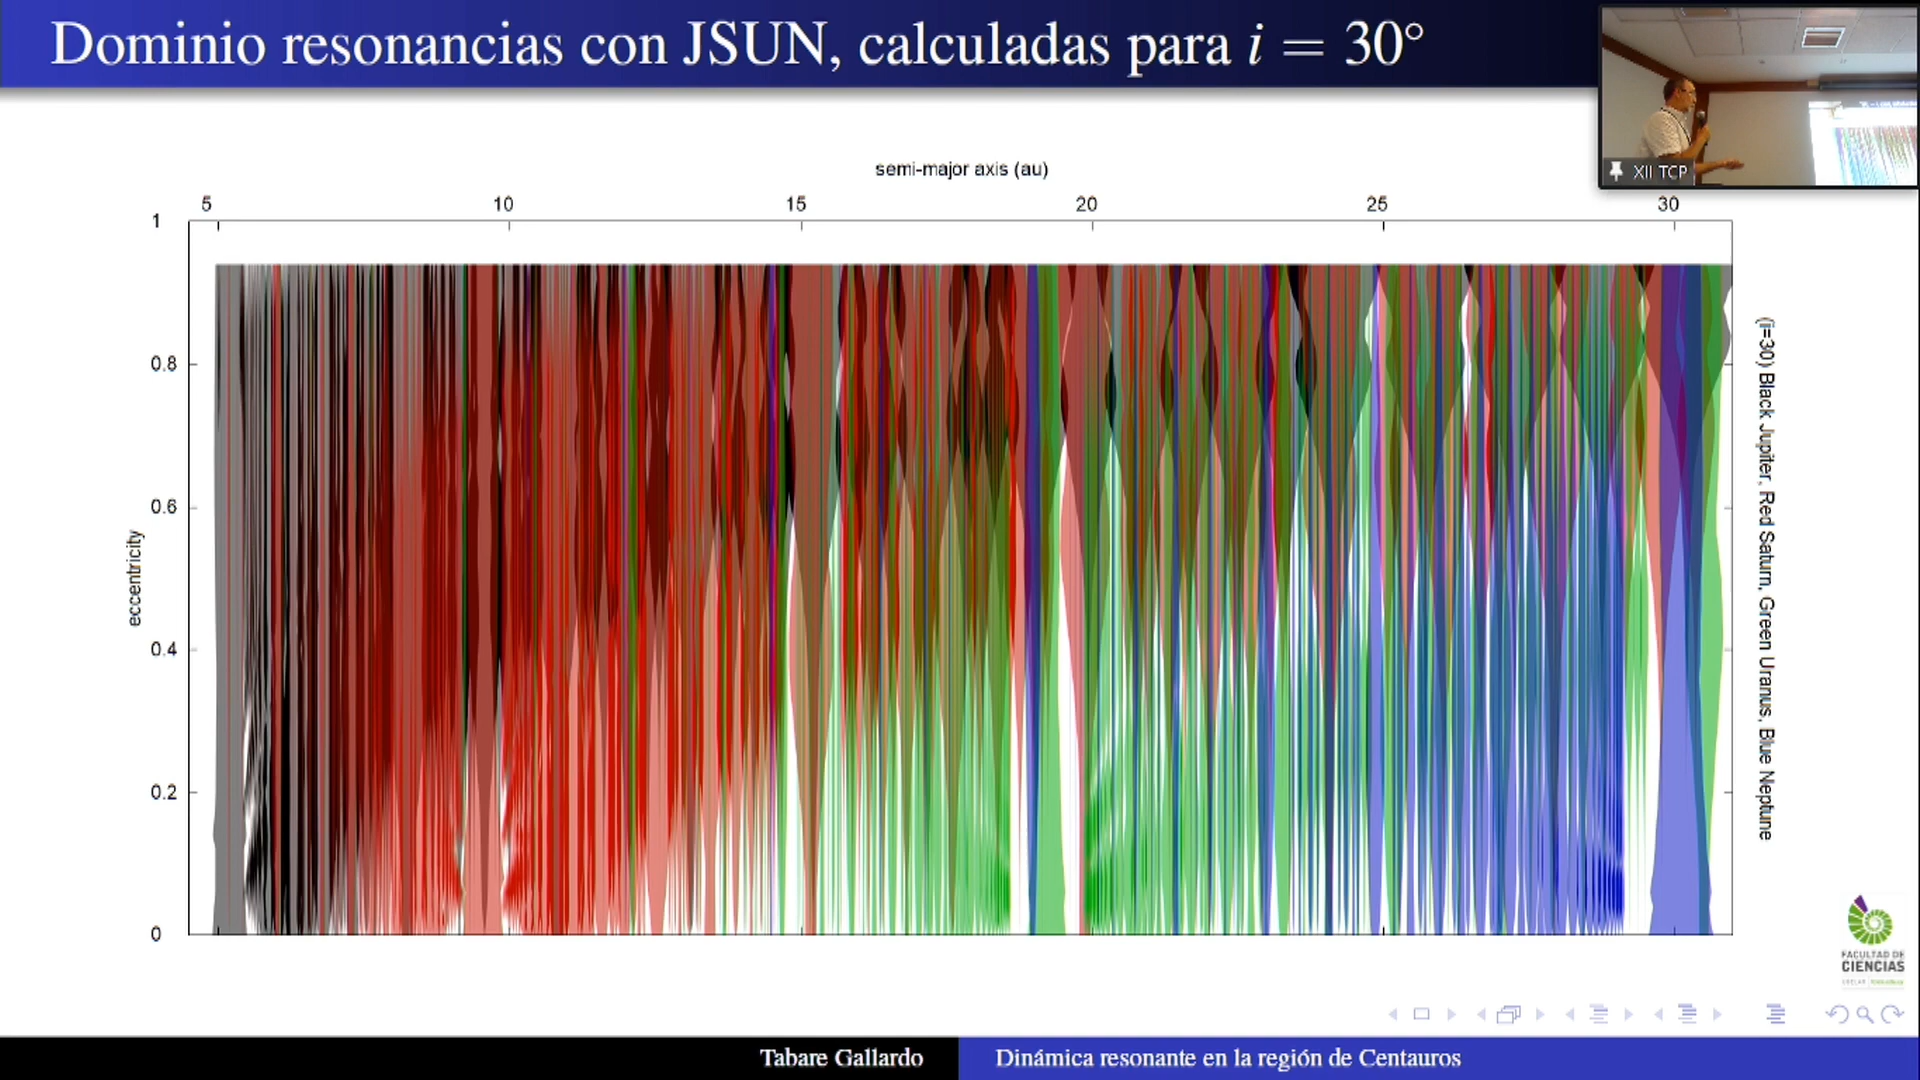 Dominio resonancias con JSUN, calculadas para i = 30°
XII TCP
semi-major axis (au)
5 10 15 20 25 30
1
0.8
0.6
0.4
0.2
0
eccentricity
(i=30) Black Jupiter, Red Saturn, Green Uranus, Blue Neptune
FACULTAD DE
CIENCIAS
Tabare Gallardo
Dinámica resonante en la región de Centauros